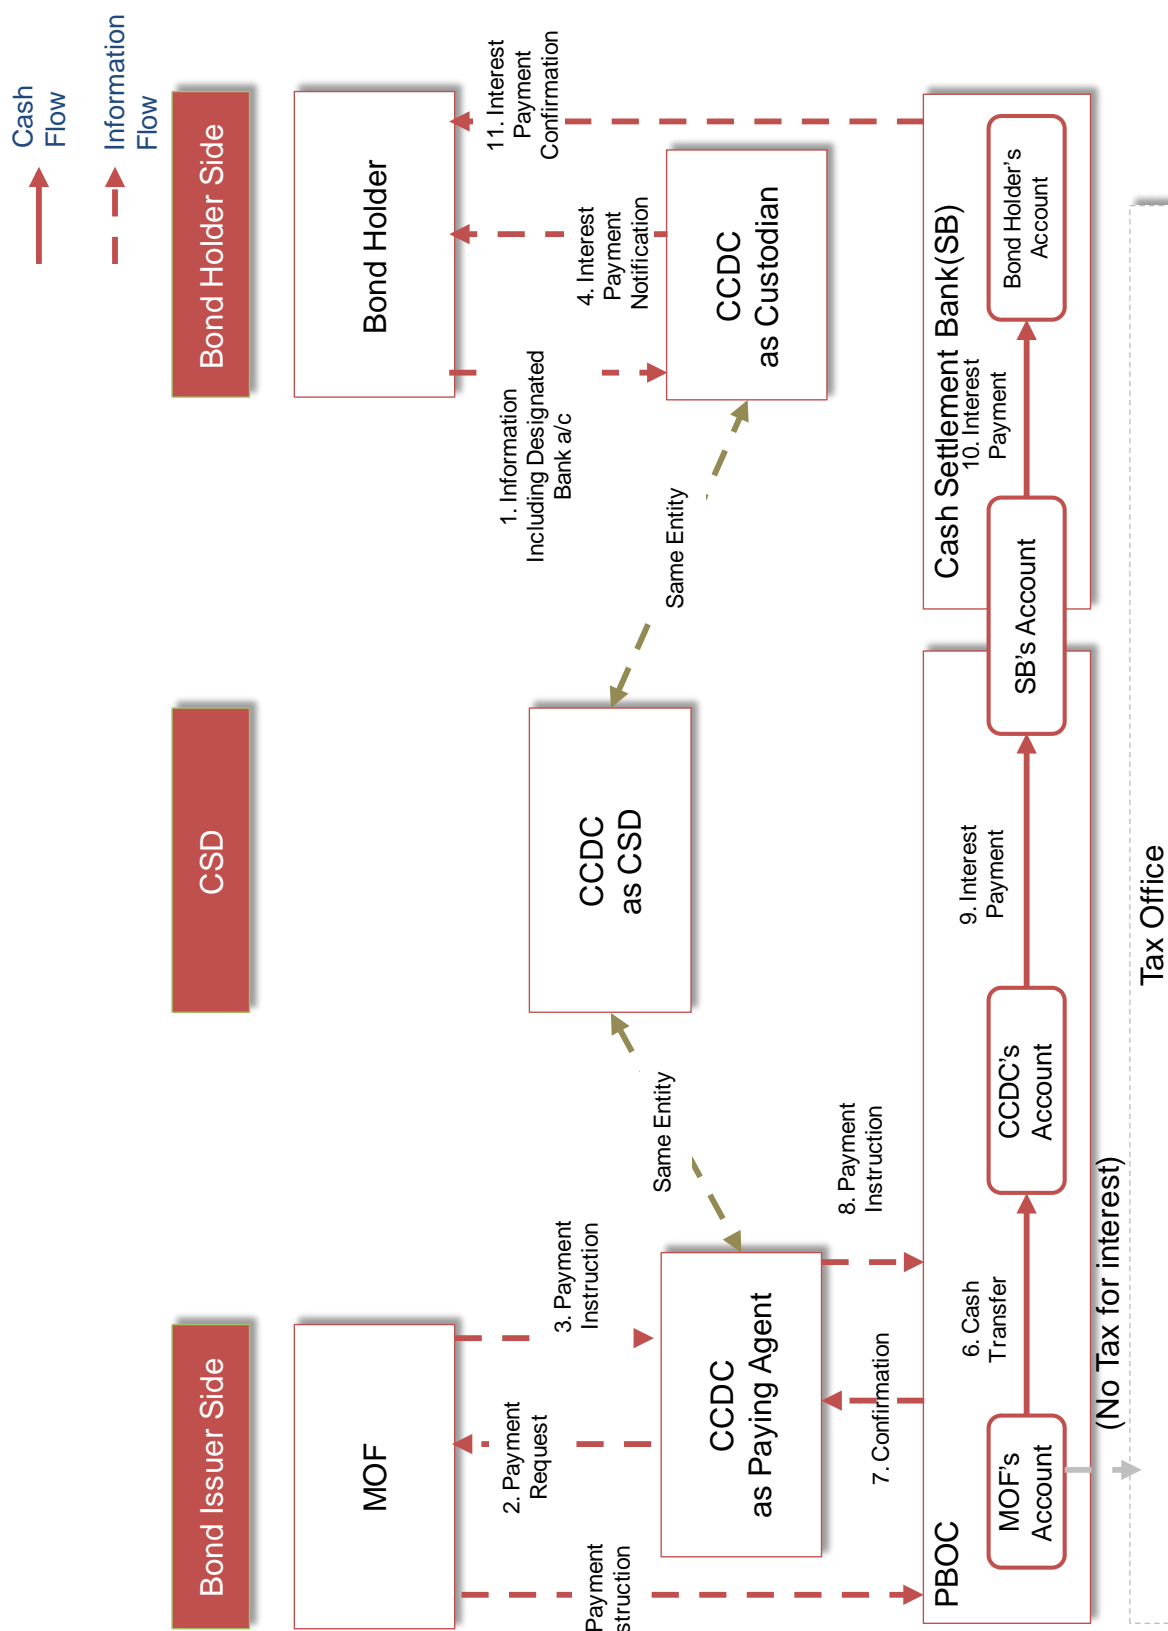 Cash
Flow
Information
Flow
Bond Issuer Side
CSD
Bond Holder Side
MOF
Bond Holder
Payment
2. Payment
Request
3. Payment
Instruction
1. Information
Including Designated
Bank a/c
4. Interest
Payment
Notification
11. Interest
Payment
Confirmation
CCDC
as Paying Agent
Same Entity
CCDC
as CSD
Same Entity
CCDC
as Custodian
7. Confirmation
8. Payment
Instruction
PBOC
MOF's
Account
6. Cash
Transfer
CCDC's
Account
9. Interest
Payment
SB's Account
Cash Settlement Bank(SB)
10. Interest
Payment
Bond Holder's
Account
(No Tax for interest)
Tax Office